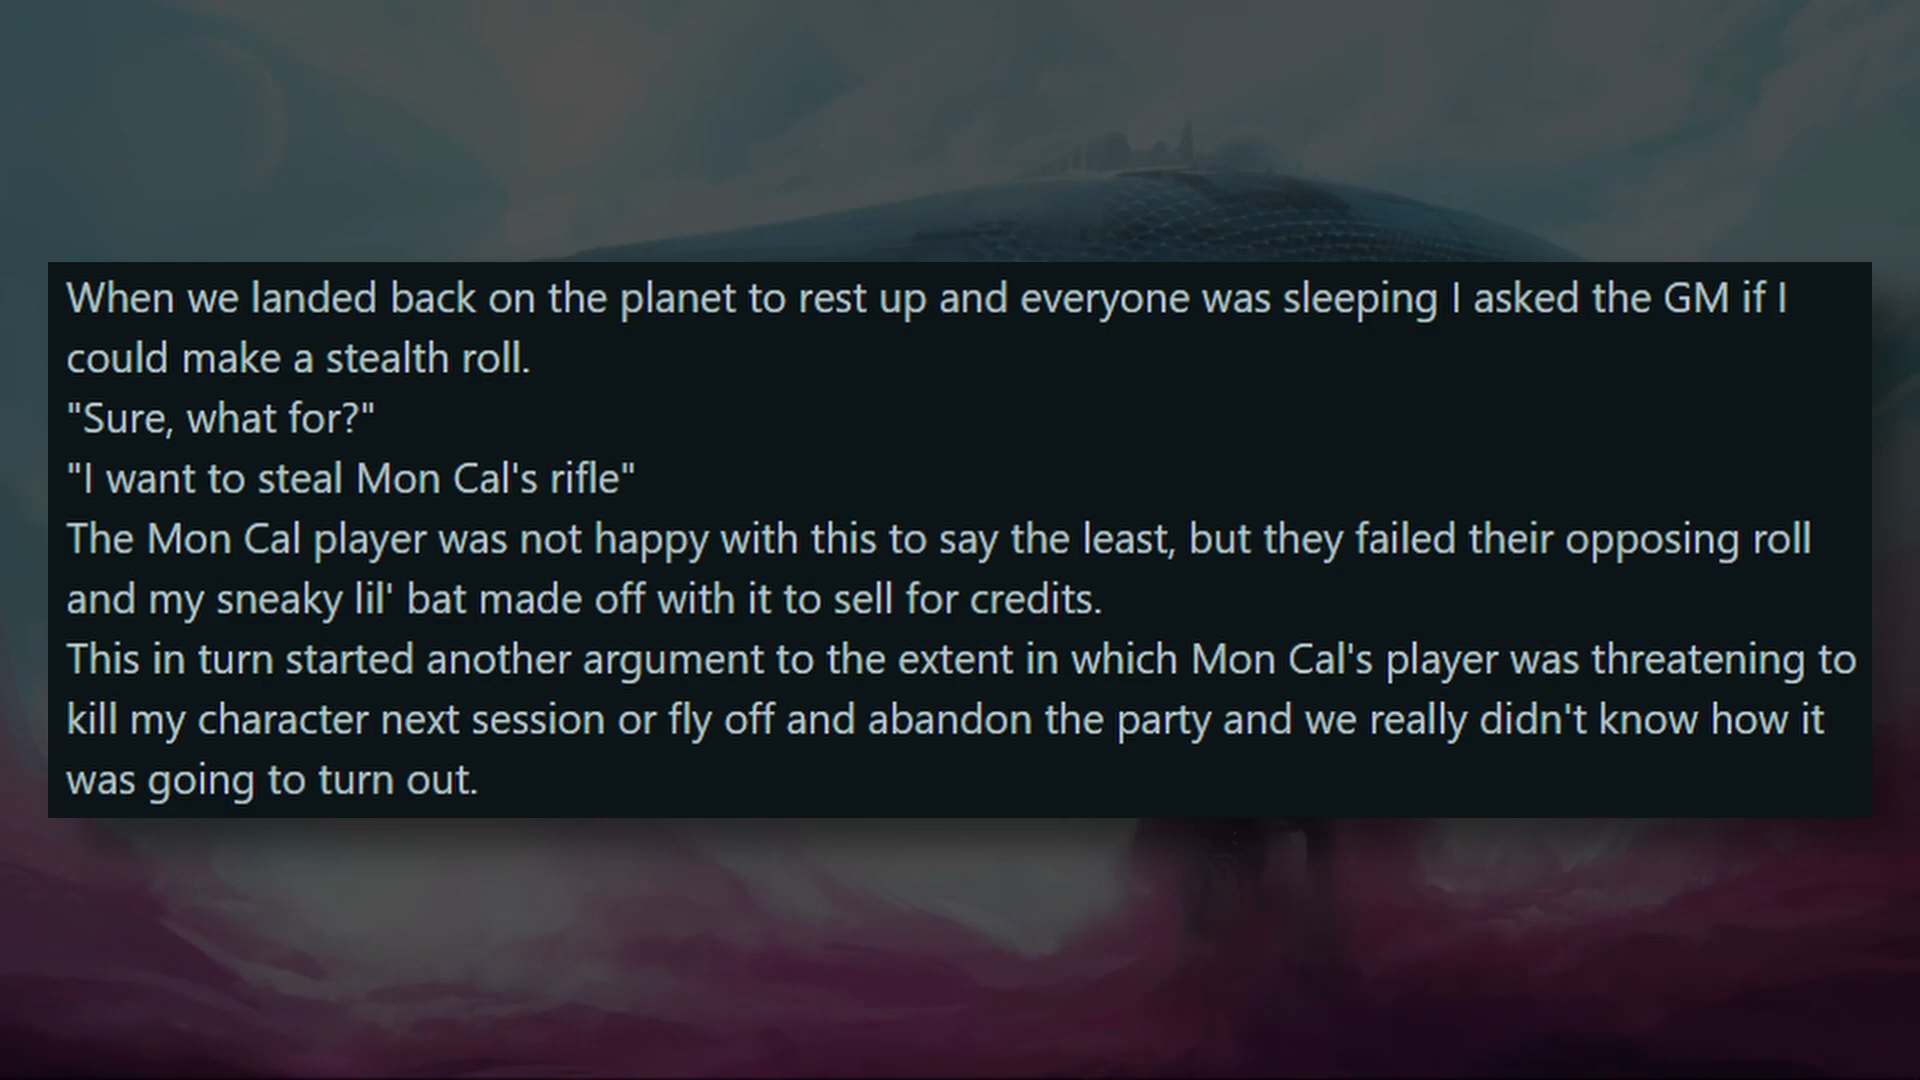 When we landed back on the planet to rest up and everyone was sleeping I asked the GM if I
could make a stealth roll.
"Sure, what for?"
"I want to steal Mon Cal's rifle"
The Mon Cal player was not happy with this to say the least, but they failed their opposing roll
and my sneaky lil' bat made off with it to sell for credits.
This in turn started another argument to the extent in which Mon Cal's player was threatening to
kill my character next session or fly off and abandon the party and we really didn't know how it
was going to turn out.